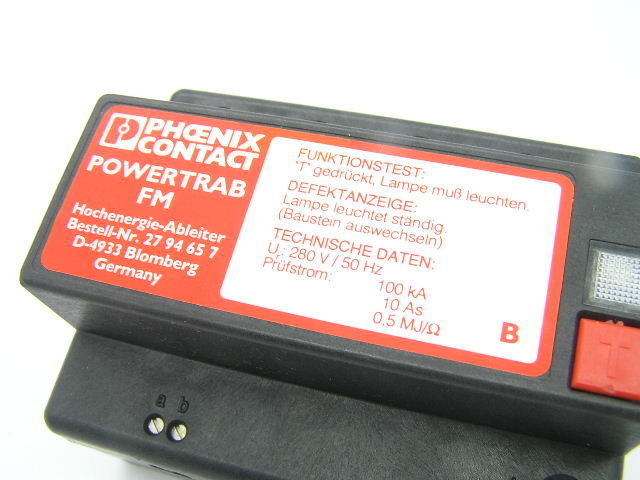 PHŒNIX
CONTACT
POWERTRAB
FM
Hochenergie-Ableiter
Bestell-Nr. 27 94 65 7
D-4933 Blomberg
Germany
FUNKTIONSTEST:
"T" gedrückt, Lampe muß leuchten.
DEFEKTANZEIGE:
Lampe leuchtet ständig.
(Baustein auswechseln)
TECHNISCHE DATEN:
U꜀: 280 V / 50 Hz
Prüfstrom: 100 kA
10 As
0,5 MJ/Ω
B
T
a b